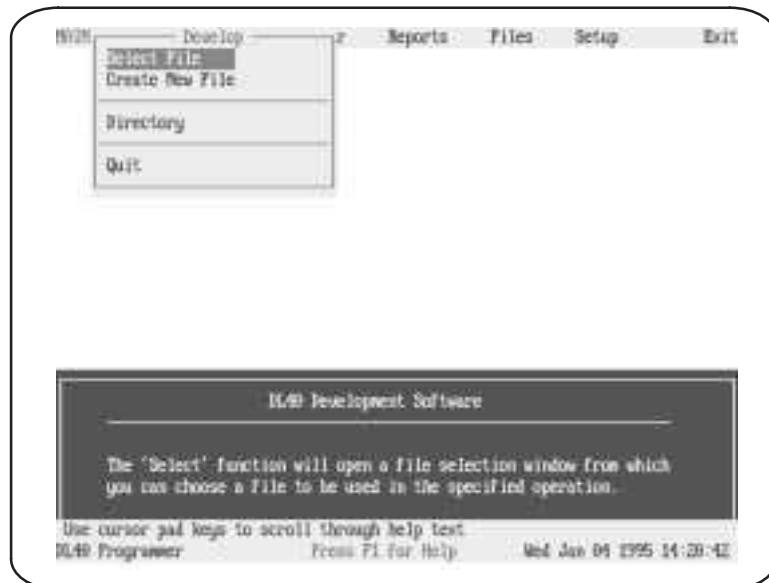 MAIN Develop r Reports Files Setup Exit
Select File
Create New File
Directory
Quit
DL40 Development Software
The 'Select' function will open a file selection window from which
you can choose a file to be used in the specified operation.
Use cursor pad keys to scroll through help text
DL40 Programmer Press F1 for Help Wed Jan 04 1995 14:20:42